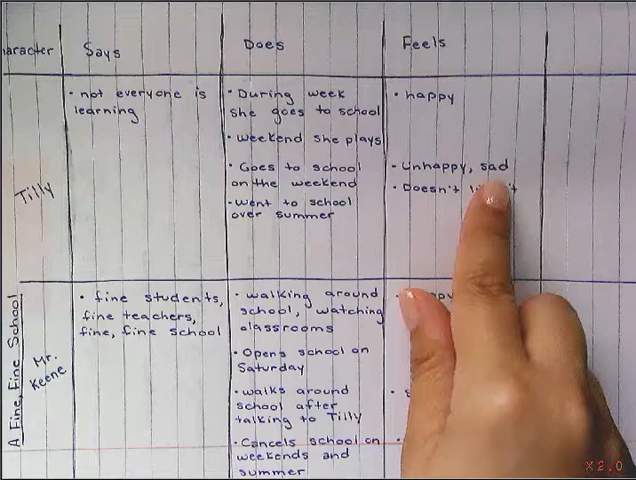 Says
Does
Feels
Tilly
• not everyone is
learning
• During week
she goes to school
• weekend she plays
• Goes to school
on the weekend
• Went to school
over summer
• happy
• Unhappy, sad
• Doesn't
A Fine, Fine School
Mr.
Keene
• fine students,
fine teachers,
fine, fine school
• walking around
school, watching
classrooms
• Opens school on
Saturday
• walks around
school after
talking to Tilly
• Cancels school on
weekends and
summer
X2.0